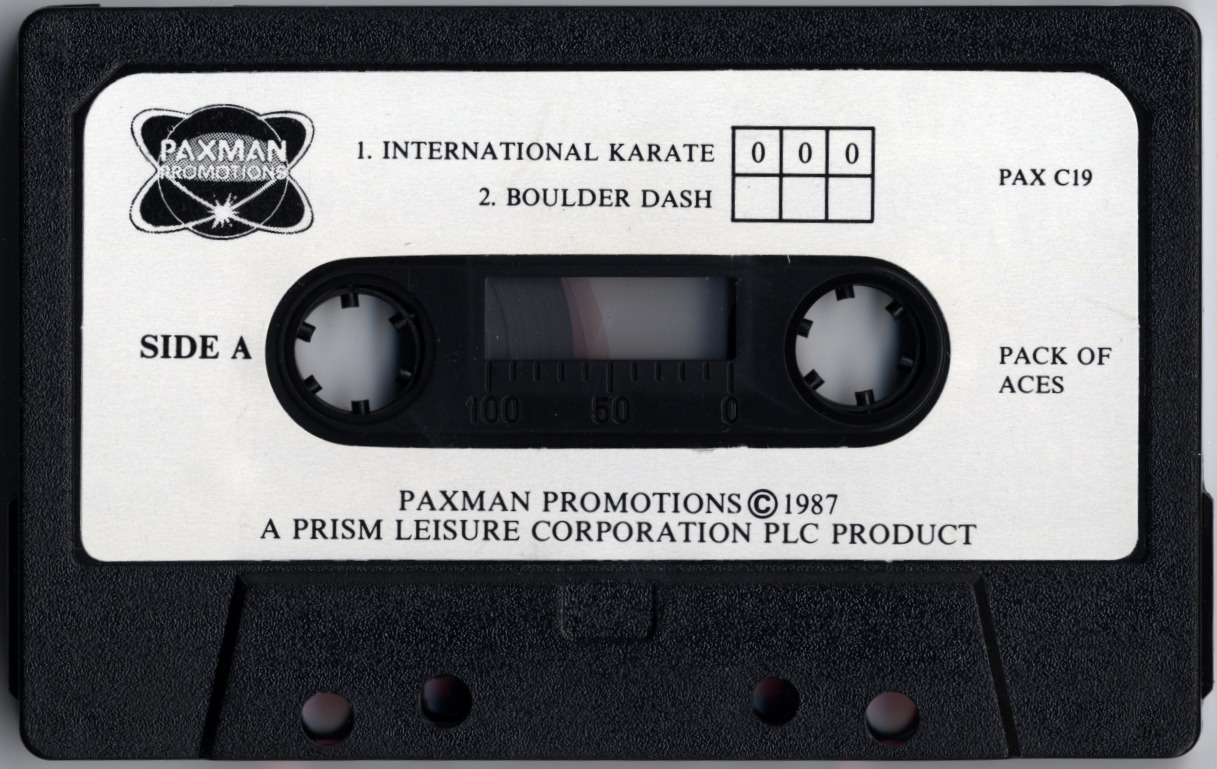 PAXMAN
PROMOTIONS
1. INTERNATIONAL KARATE 0 0 0
2. BOULDER DASH
PAX C19
SIDE A
100 50 0
PACK OF
ACES
PAXMAN PROMOTIONS © 1987
A PRISM LEISURE CORPORATION PLC PRODUCT